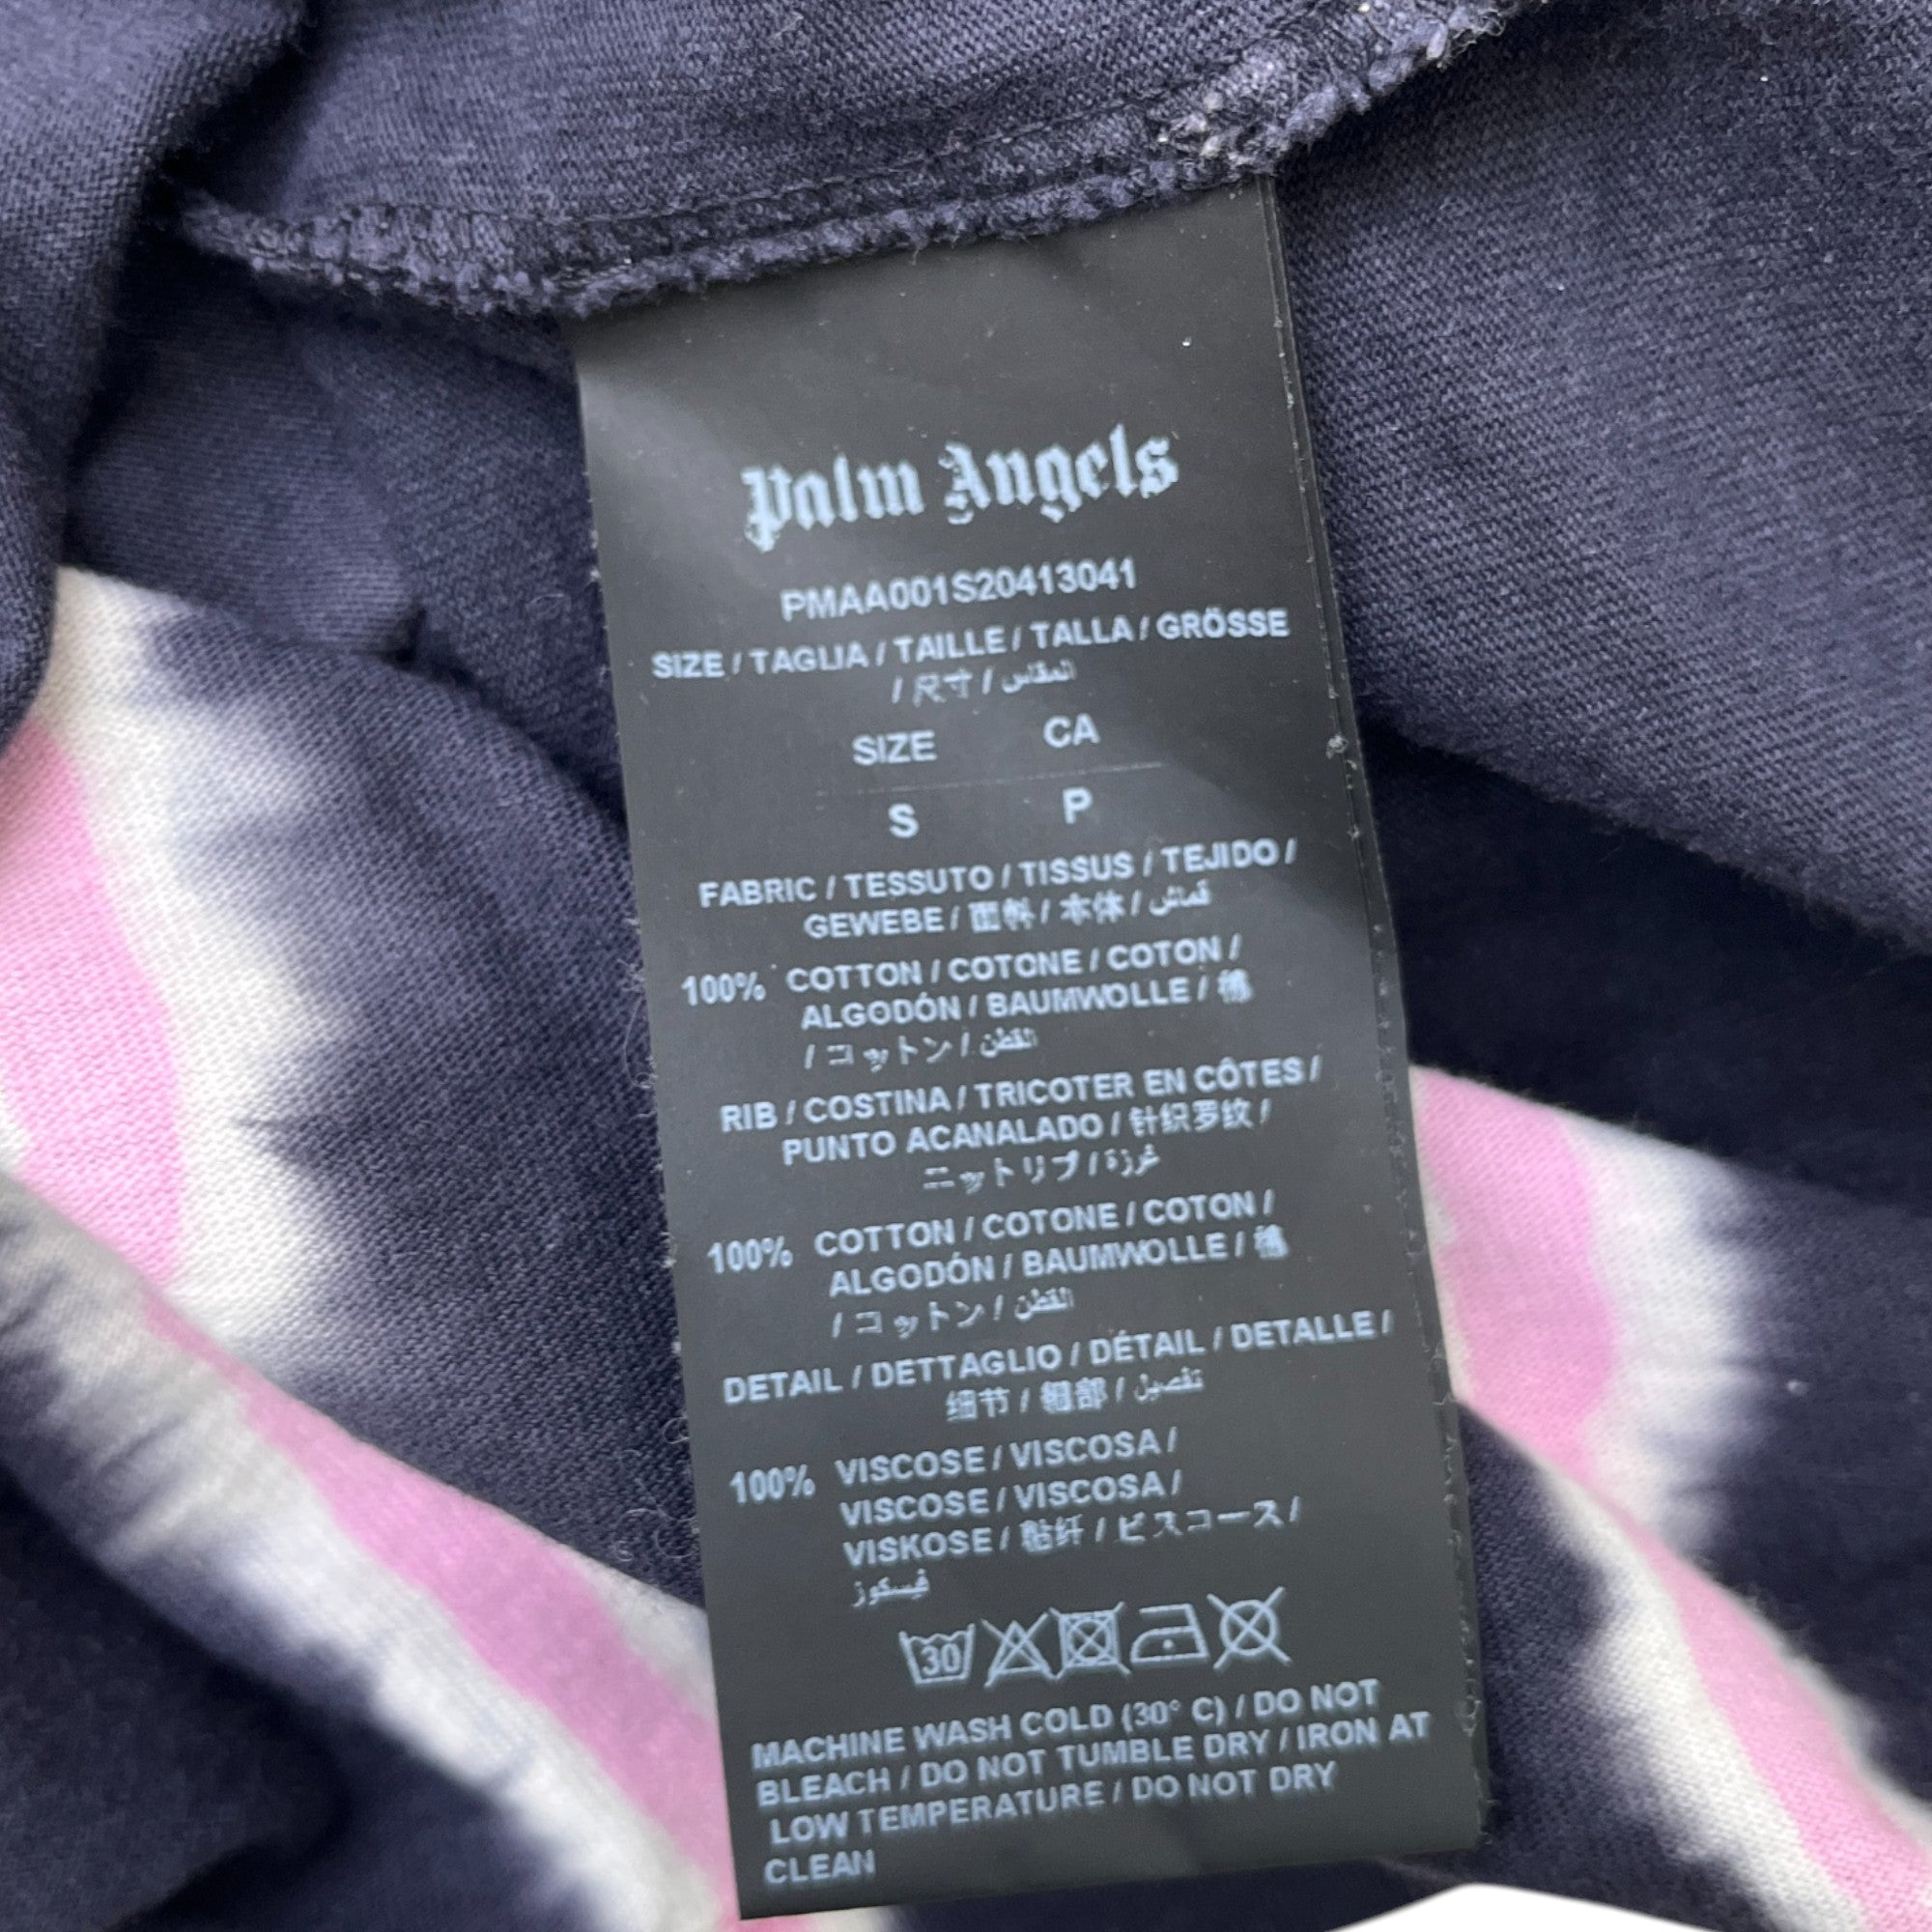 Palm Angels
PMAA001S20413041
SIZE / TAGLIA / TAILLE / TALLA / GRÖSSE
/ 尺寸 / المقاس
SIZE CA
S P
FABRIC / TESSUTO / TISSUS / TEJIDO /
GEWEBE / 面料 / 本体 / قماش
100% COTTON / COTONE / COTON /
ALGODÓN / BAUMWOLLE / 棉
/ コットン / القطن
RIB / COSTINA / TRICOTER EN CÔTES /
PUNTO ACANALADO / 针织罗纹 /
ニットリブ / غرزة
100% COTTON / COTONE / COTON /
ALGODÓN / BAUMWOLLE / 棉
/ コットン / القطن
DETAIL / DETTAGLIO / DÉTAIL / DETALLE /
细节 / 細部 / تفصيل
100% VISCOSE / VISCOSA /
VISCOSE / VISCOSA /
VISKOSE / 粘纤 / ビスコース /
فيسكوز
30
MACHINE WASH COLD (30° C) / DO NOT
BLEACH / DO NOT TUMBLE DRY / IRON AT
LOW TEMPERATURE / DO NOT DRY
CLEAN